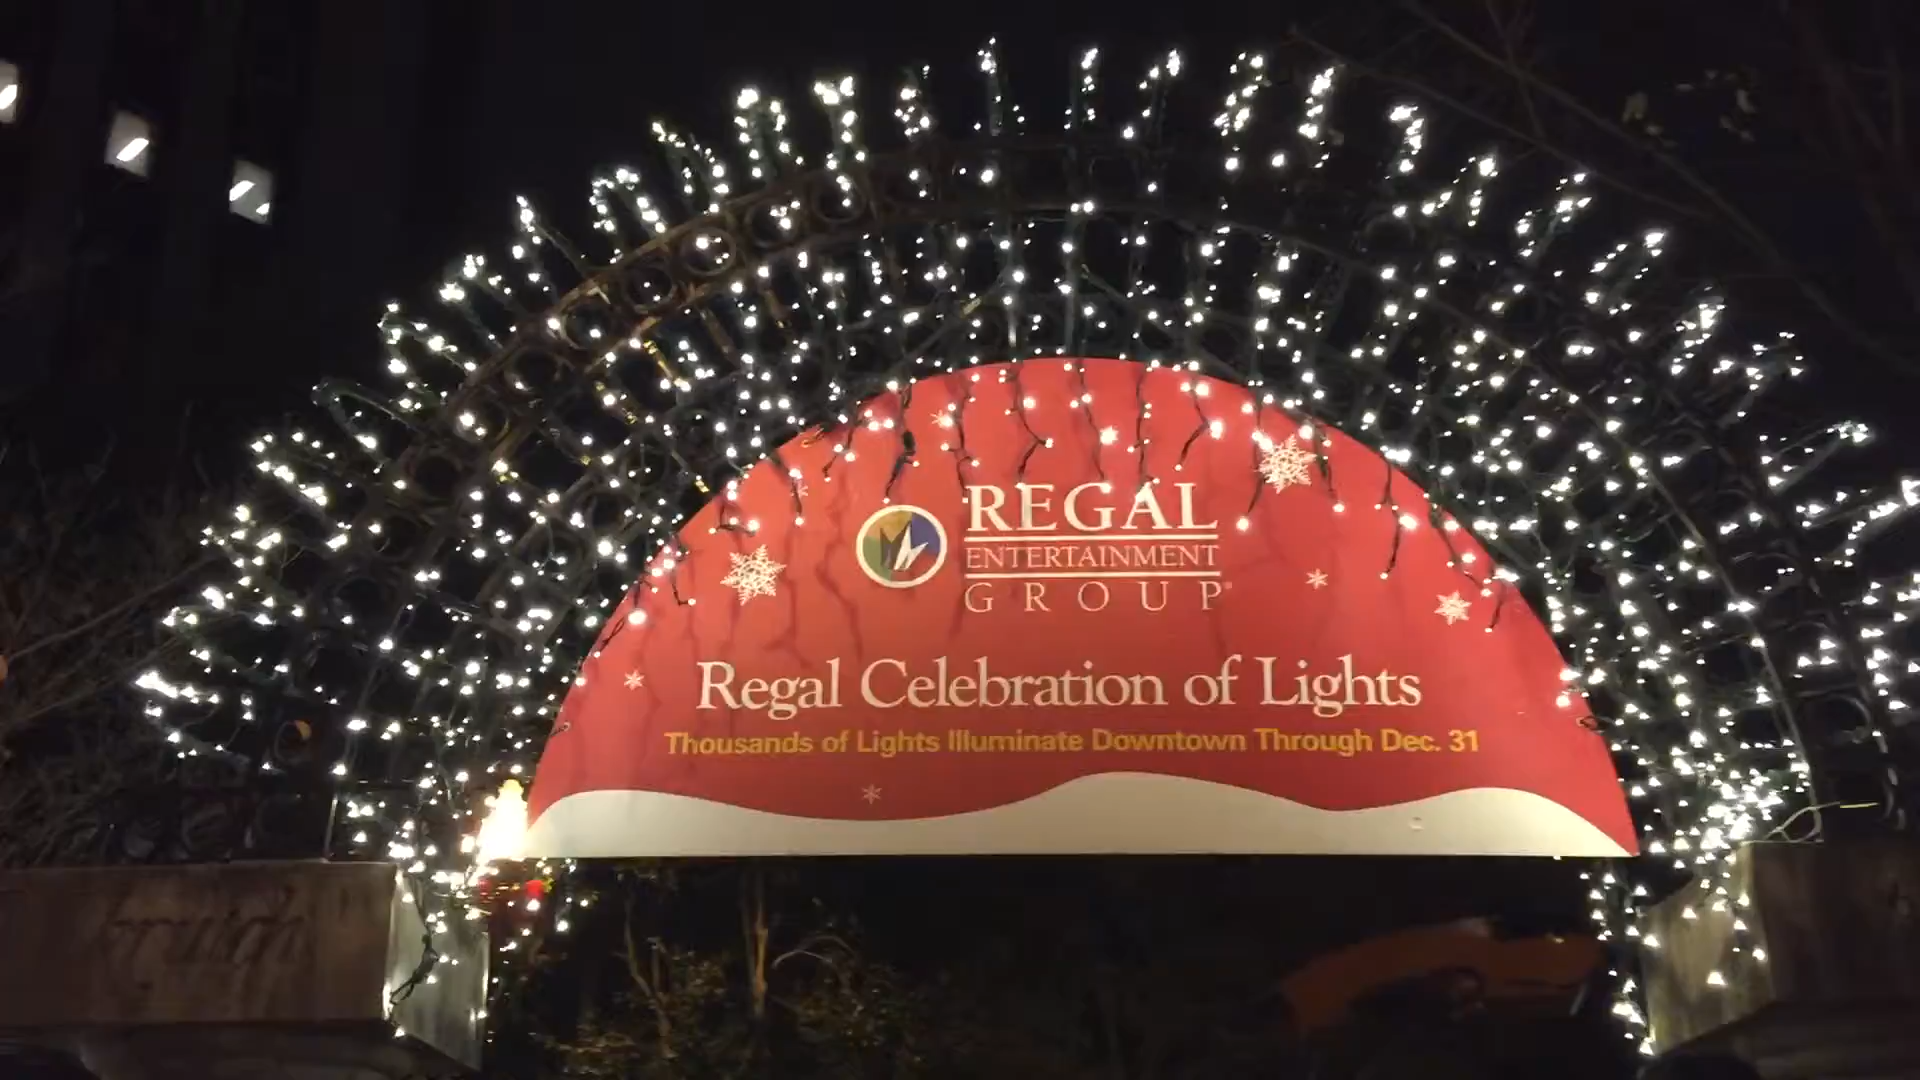 REGAL
ENTERTAINMENT
GROUP®
Regal Celebration of Lights
Thousands of Lights Illuminate Downtown Through Dec. 31